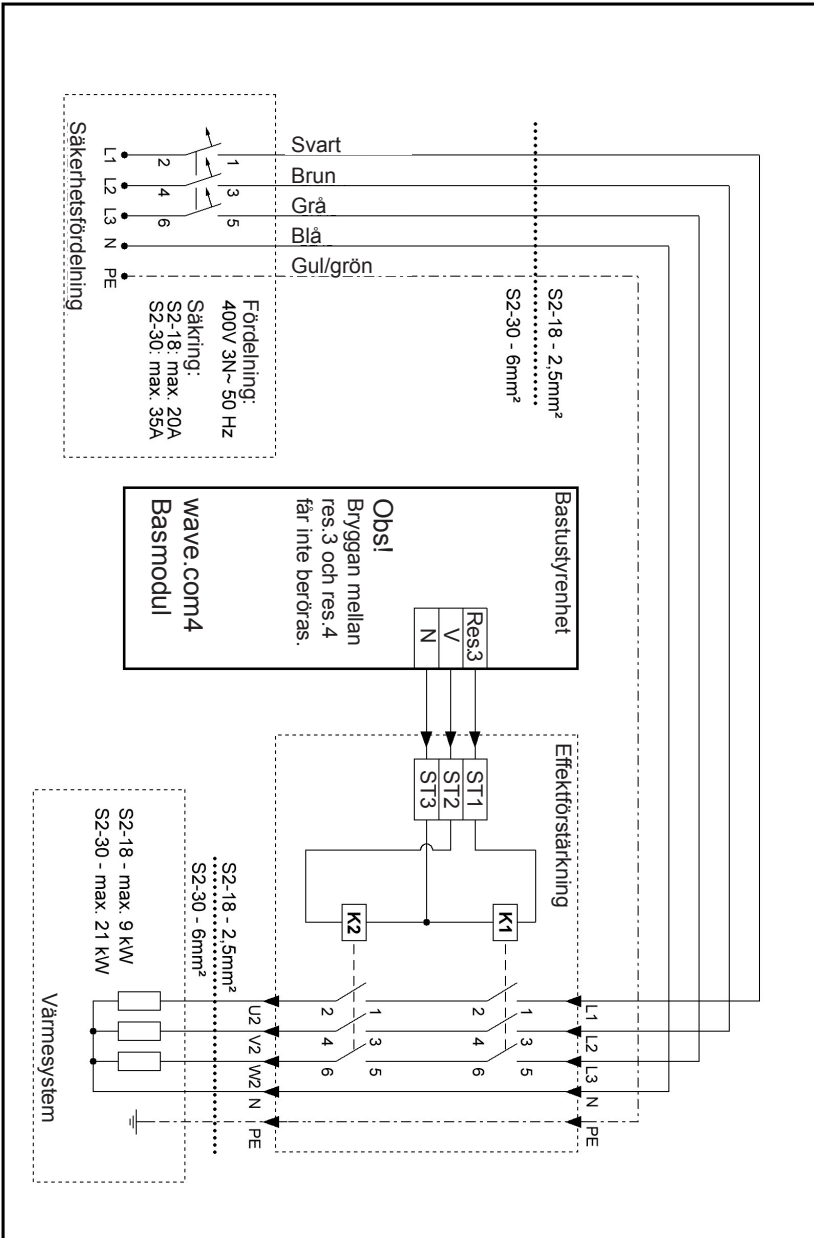 Säkerhetsfördelning
L1
L2
L3
N
PE
2
4
6
1
3
5
Svart
Brun
Grå
Blå
Gul/grön
Fördelning:
400V 3N~ 50 Hz
Säkring:
S2-18: max. 20A
S2-30: max. 35A
S2-18 - 2,5mm²
S2-30 - 6mm²
Bastustyrenhet
Obs!
Bryggan mellan
res.3 och res.4
får inte beröras.
wave.com4
Basmodul
Res.3
V
N
Effektförstärkning
ST1
ST2
ST3
K1
K2
L1
L2
L3
N
PE
1
3
5
2
4
6
1
3
5
2
4
6
U2
V2
W2
N
PE
S2-18 - 2,5mm²
S2-30 - 6mm²
S2-18 - max. 9 kW
S2-30 - max. 21 kW
Värmesystem